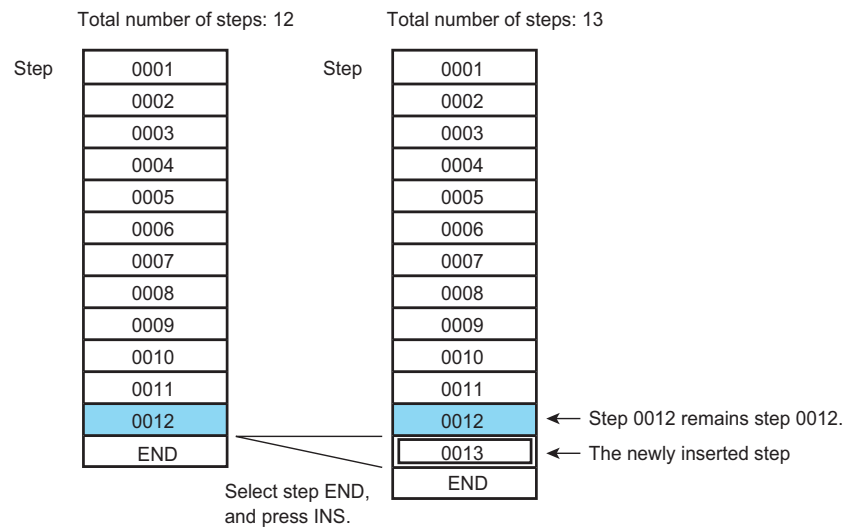 Total number of steps: 12
Total number of steps: 13
Step
0001
0002
0003
0004
0005
0006
0007
0008
0009
0010
0011
0012
END
Select step END,
and press INS.
Step
0001
0002
0003
0004
0005
0006
0007
0008
0009
0010
0011
0012
Step 0012 remains step 0012.
0013
The newly inserted step
END